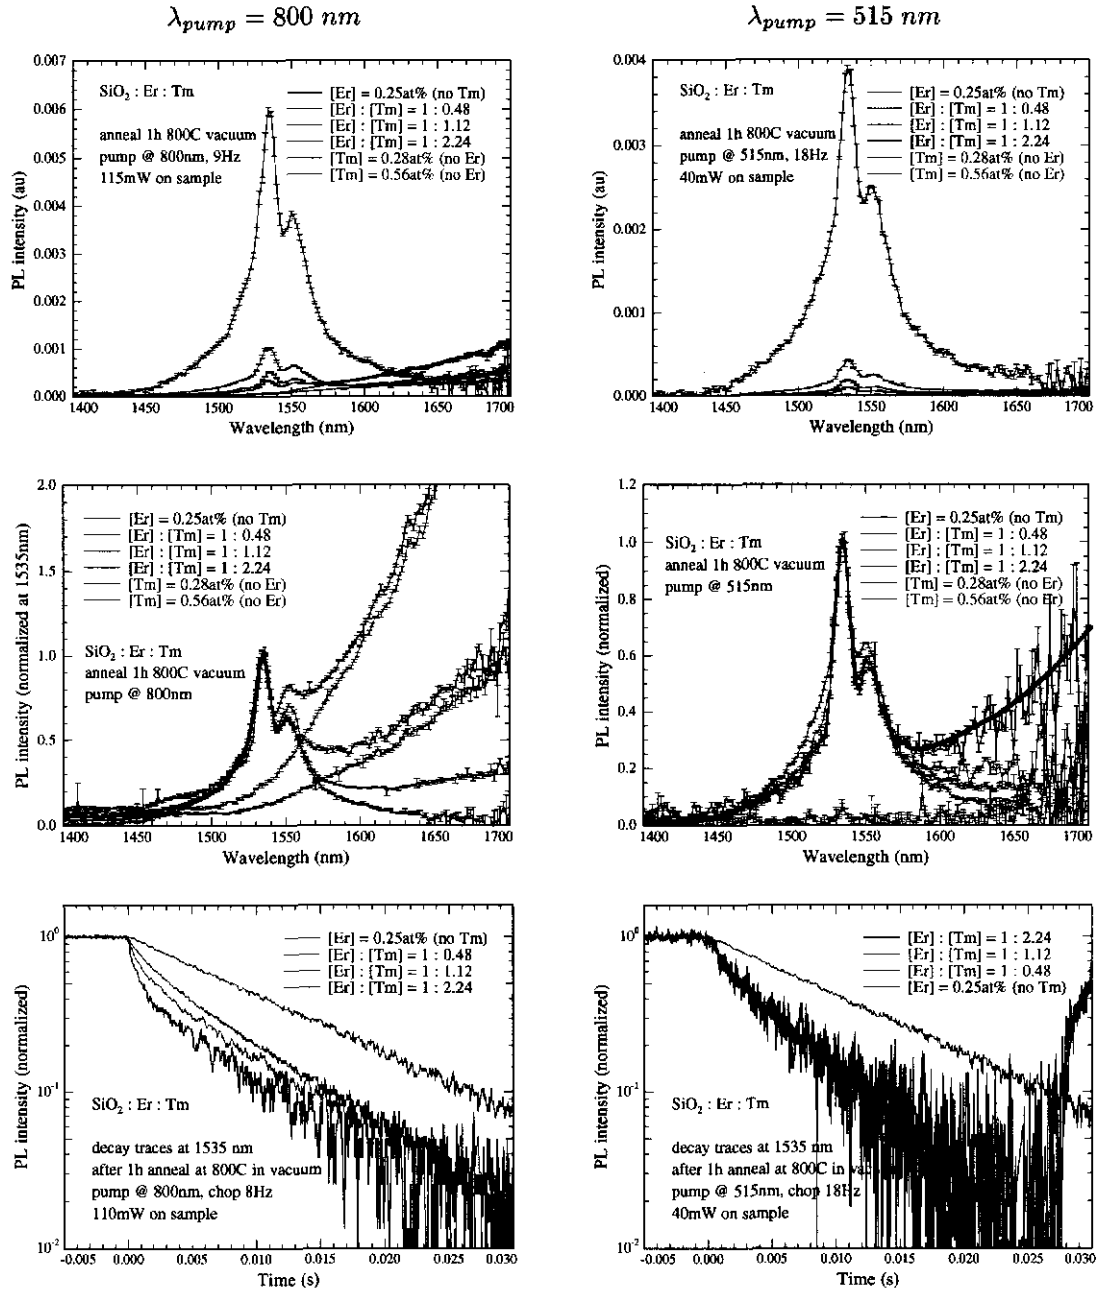 λpump = 800 nm
λpump = 515 nm
0.007
0.006
0.005
0.004
0.003
0.002
0.001
0.000
PL intensity (au)
SiO2 : Er : Tm
anneal 1h 800C vacuum
pump @ 800nm, 9Hz
115mW on sample
[Er] = 0.25at% (no Tm)
[Er] : [Tm] = 1 : 0.48
[Er] : [Tm] = 1 : 1.12
[Er] : [Tm] = 1 : 2.24
[Tm] = 0.28at% (no Er)
[Tm] = 0.56at% (no Er)
1400 1450 1500 1550 1600 1650 1700
Wavelength (nm)
0.004
0.003
0.002
0.001
0.000
PL intensity (au)
SiO2 : Er : Tm
anneal 1h 800C vacuum
pump @ 515nm, 18Hz
40mW on sample
[Er] = 0.25at% (no Tm)
[Er] : [Tm] = 1 : 0.48
[Er] : [Tm] = 1 : 1.12
[Er] : [Tm] = 1 : 2.24
[Tm] = 0.28at% (no Er)
[Tm] = 0.56at% (no Er)
1400 1450 1500 1550 1600 1650 1700
Wavelength (nm)
2.0
1.5
1.0
0.5
0.0
PL intensity (normalized at 1535nm)
[Er] = 0.25at% (no Tm)
[Er] : [Tm] = 1 : 0.48
[Er] : [Tm] = 1 : 1.12
[Er] : [Tm] = 1 : 2.24
[Tm] = 0.28at% (no Er)
[Tm] = 0.56at% (no Er)
SiO2 : Er : Tm
anneal 1h 800C vacuum
pump @ 800nm
1400 1450 1500 1550 1600 1650 1700
Wavelength (nm)
1.2
1.0
0.8
0.6
0.4
0.2
0.0
PL intensity (normalized)
SiO2 : Er : Tm
anneal 1h 800C vacuum
pump @ 515nm
[Er] = 0.25at% (no Tm)
[Er] : [Tm] = 1 : 0.48
[Er] : [Tm] = 1 : 1.12
[Er] : [Tm] = 1 : 2.24
[Tm] = 0.28at% (no Er)
[Tm] = 0.56at% (no Er)
1400 1450 1500 1550 1600 1650 1700
Wavelength (nm)
10^0
10^-1
10^-2
PL intensity (normalized)
[Er] = 0.25at% (no Tm)
[Er] : [Tm] = 1 : 0.48
[Er] : [Tm] = 1 : 1.12
[Er] : [Tm] = 1 : 2.24
SiO2 : Er : Tm
decay traces at 1535 nm
after 1h anneal at 800C in vacuum
pump @ 800nm, chop 8Hz
110mW on sample
-0.005 0.000 0.005 0.010 0.015 0.020 0.025 0.030
Time (s)
10^0
10^-1
10^-2
PL intensity (normalized)
[Er] : [Tm] = 1 : 2.24
[Er] : [Tm] = 1 : 1.12
[Er] : [Tm] = 1 : 0.48
[Er] = 0.25at% (no Tm)
SiO2 : Er : Tm
decay traces at 1535 nm
after 1h anneal at 800C in vacuum
pump @ 515nm, chop 18Hz
40mW on sample
-0.005 0.000 0.005 0.010 0.015 0.020 0.025 0.030
Time (s)